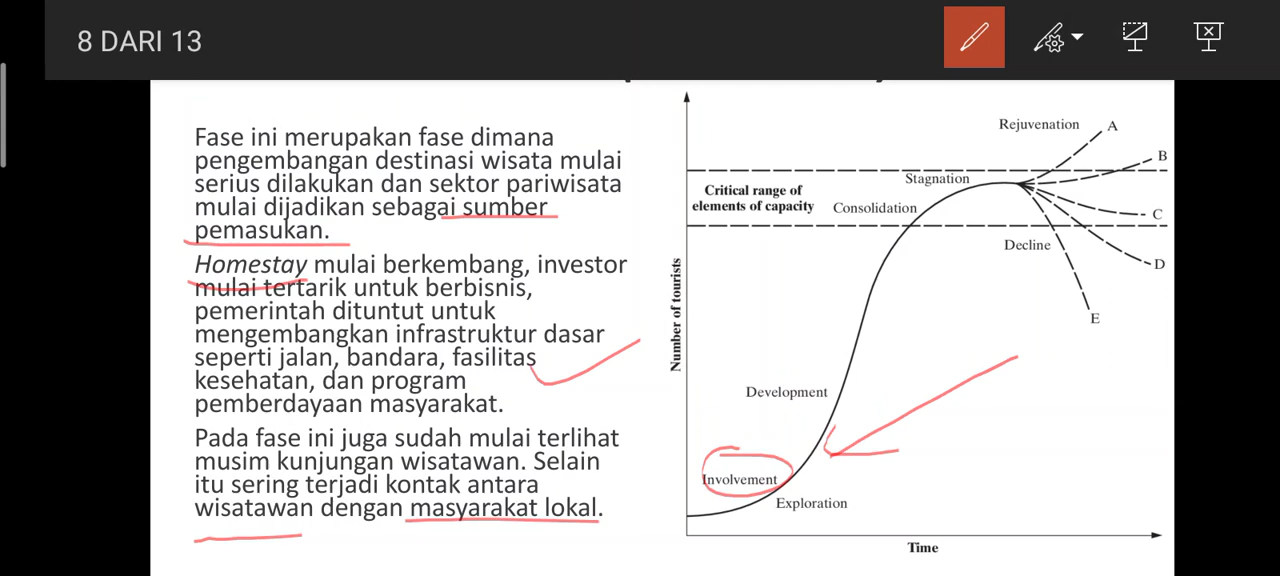 8 DARI 13
Fase ini merupakan fase dimana
pengembangan destinasi wisata mulai
serius dilakukan dan sektor pariwisata
mulai dijadikan sebagai sumber
pemasukan.
Homestay mulai berkembang, investor
mulai tertarik untuk berbisnis,
pemerintah dituntut untuk
mengembangkan infrastruktur dasar
seperti jalan, bandara, fasilitas
kesehatan, dan program
pemberdayaan masyarakat.
Pada fase ini juga sudah mulai terlihat
musim kunjungan wisatawan. Selain
itu sering terjadi kontak antara
wisatawan dengan masyarakat lokal.
Rejuvenation
A
B
Stagnation
Critical range of
elements of capacity
Consolidation
C
Decline
D
E
Number of tourists
Development
Involvement
Exploration
Time